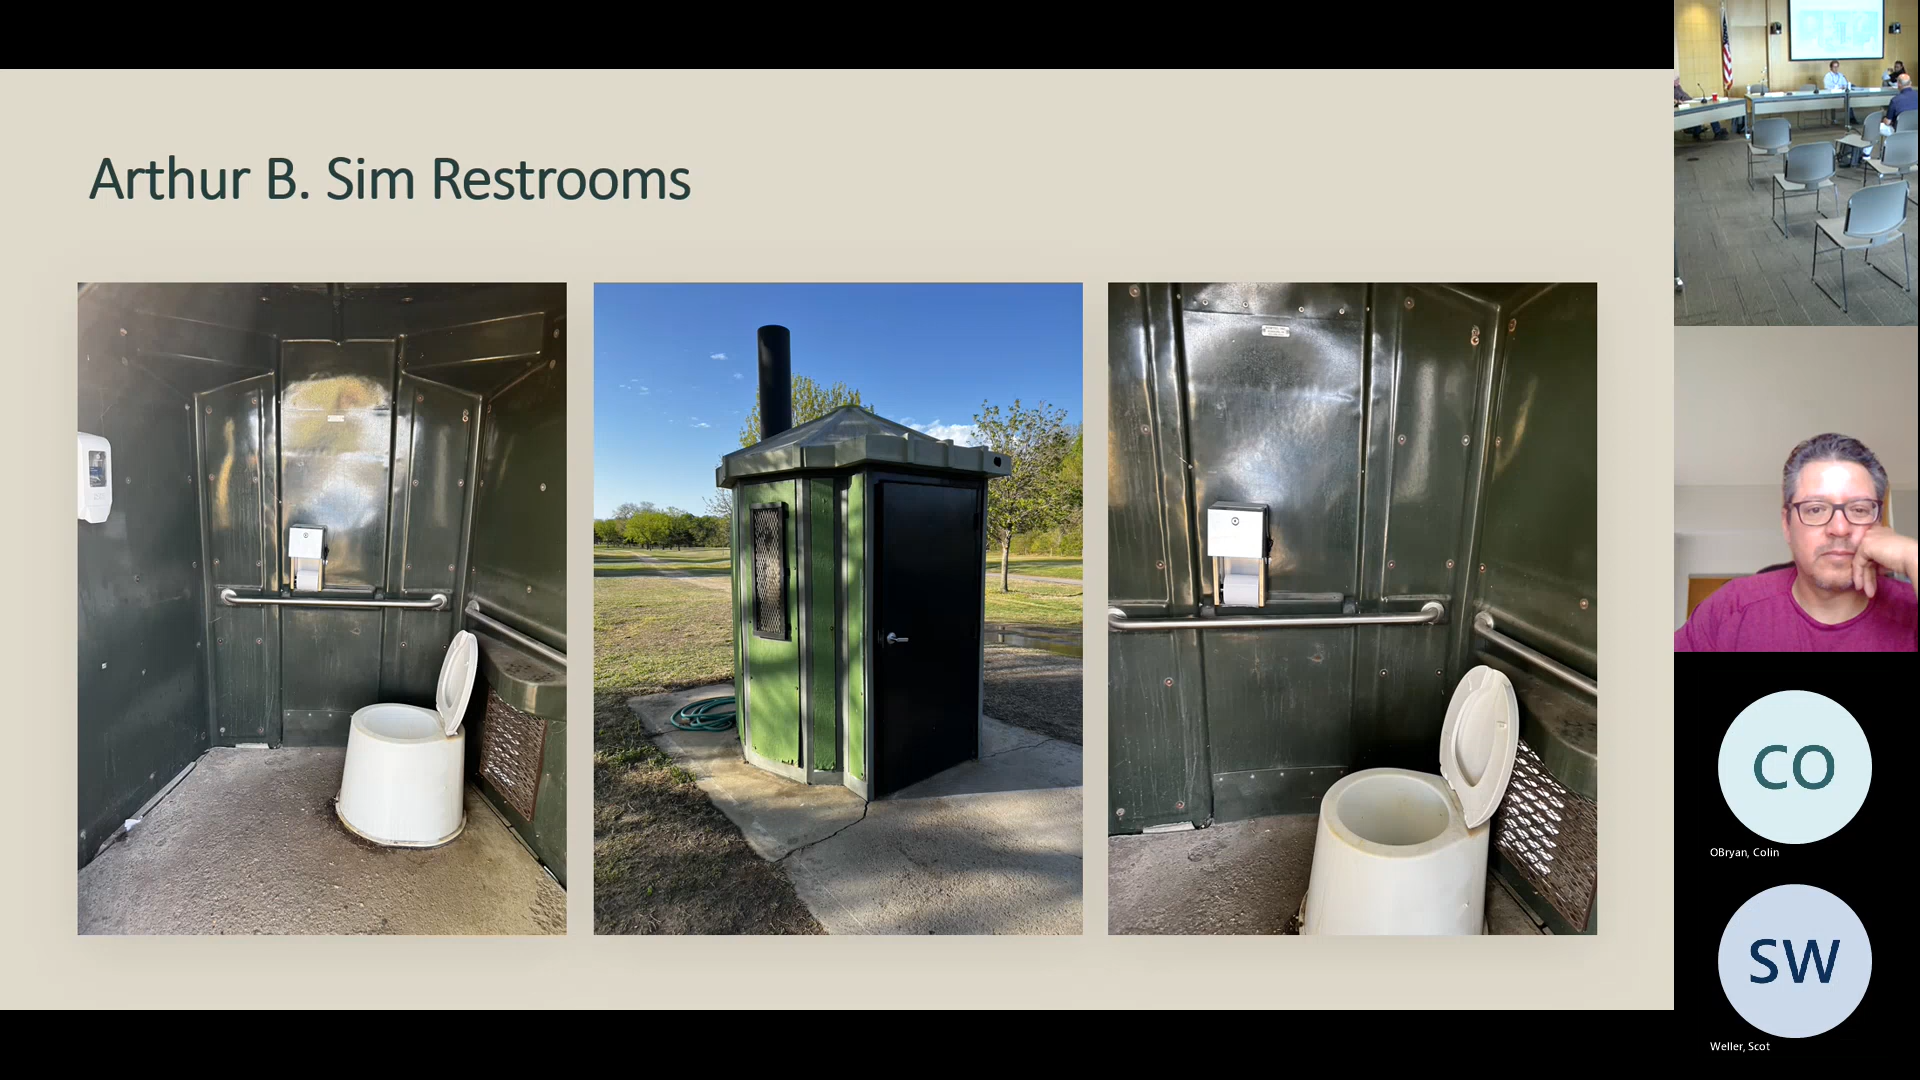 Arthur B. Sim Restrooms
CO
OBryan, Colin
SW
Weller, Scot